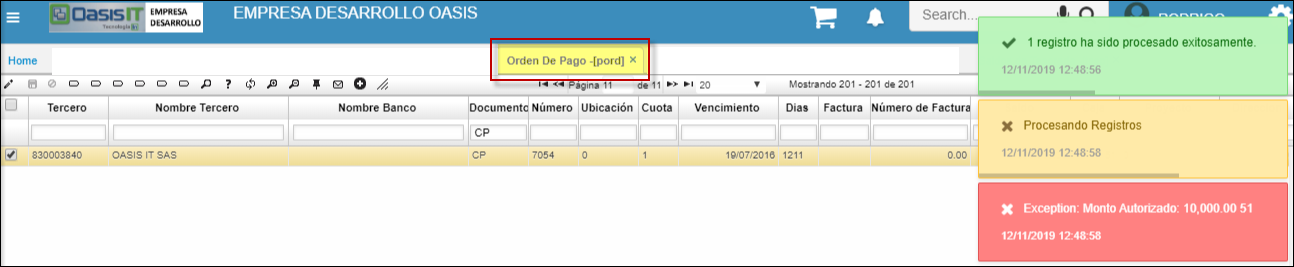 OasisIT
Tecnología
EMPRESA
DESARROLLO
EMPRESA DESARROLLO OASIS
Search...
RODRIGO
Home
Orden De Pago -[pord] ×
Página 11 de 11 20 Mostrando 201 - 201 de 201
Tercero Nombre Tercero Nombre Banco Documento Número Ubicación Cuota Vencimiento Dias Factura Número de Factura
CP
830003840 OASIS IT SAS CP 7054 0 1 19/07/2016 1211 0.00
1 registro ha sido procesado exitosamente.
12/11/2019 12:48:56
Procesando Registros
12/11/2019 12:48:58
Exception: Monto Autorizado: 10,000.00 51
12/11/2019 12:48:58